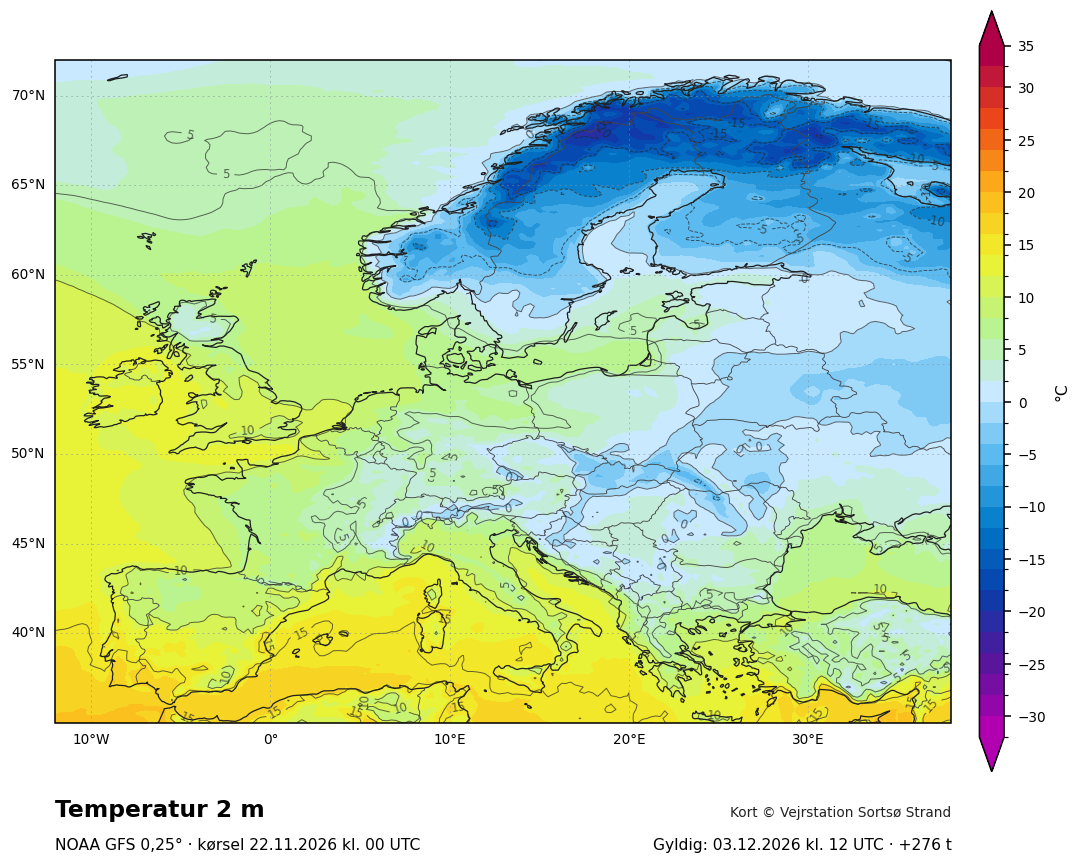 70°N
65°N
60°N
55°N
50°N
45°N
40°N
10°W 0° 10°E 20°E 30°E
35
30
25
20
15
10
5
0
−5
−10
−15
−20
−25
−30
°C
Temperatur 2 m
Kort © Vejrstation Sortsø Strand
NOAA GFS 0,25° · kørsel 22.11.2026 kl. 00 UTC
Gyldig: 03.12.2026 kl. 12 UTC · +276 t